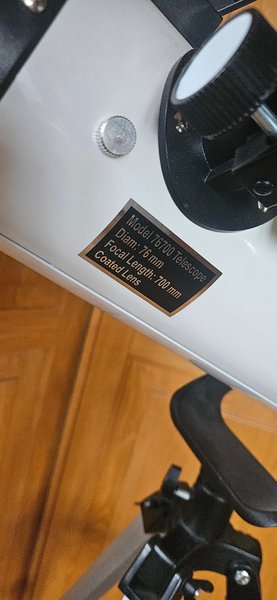 Model 76700 Telescope
Diam: 76 mm
Focal Length: 700 mm
Coated Lens